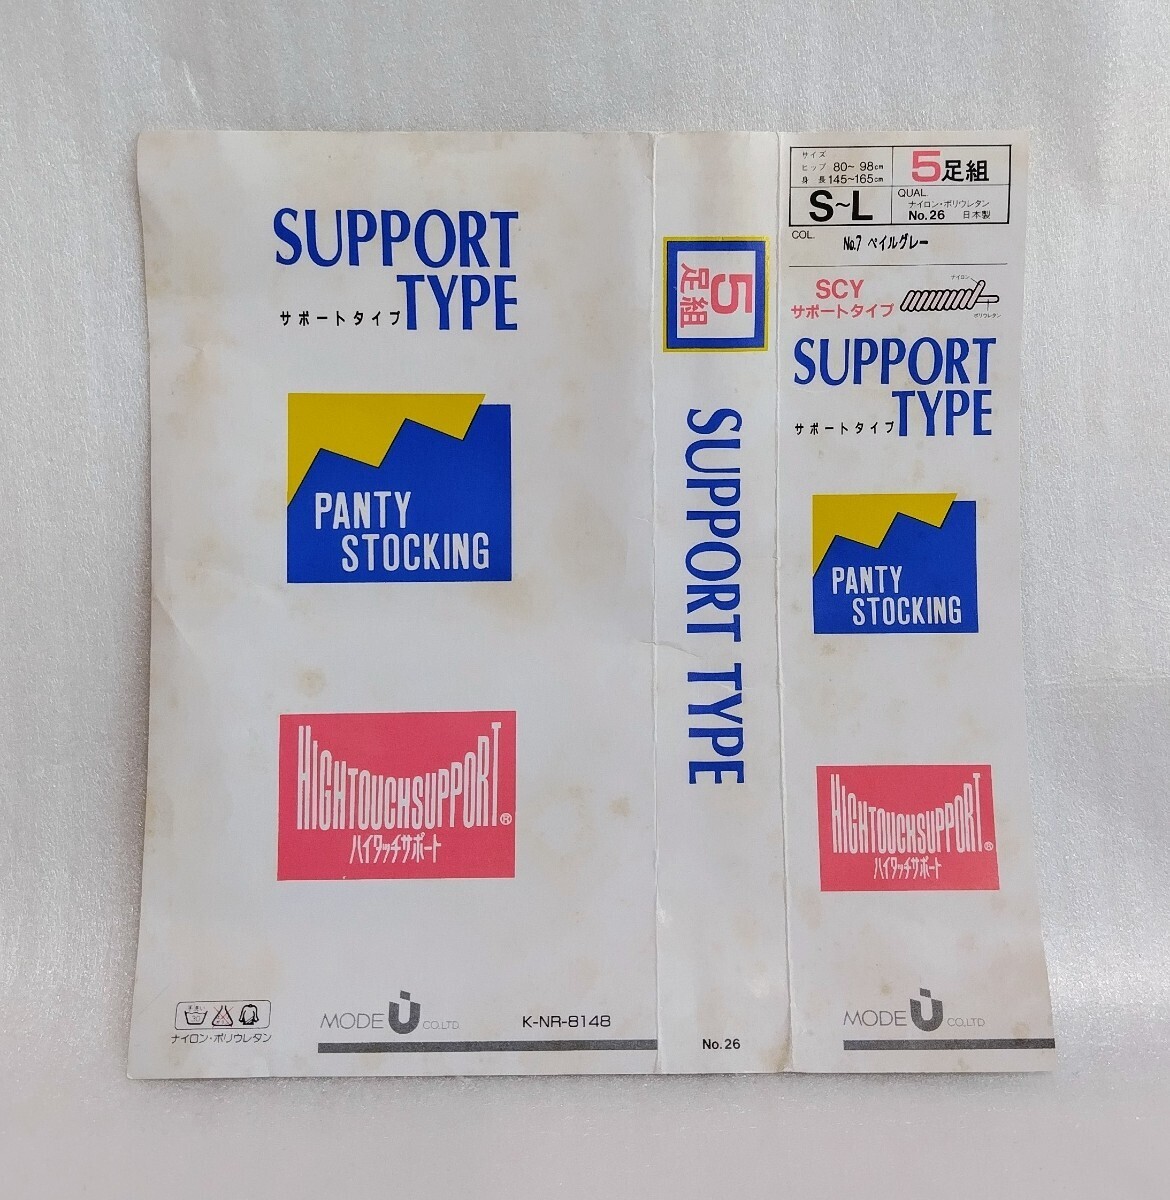 SUPPORT
TYPE
サポートタイプ
PANTY
STOCKING
HIGHTOUCHSUPPORT®
ハイタッチサポート
手洗い
30
ナイロン・ポリウレタン
MODE Ü CO.LTD.
K-NR-8148
5足組
SUPPORT TYPE
No.26
サイズ
ヒップ 80～98cm
身長 145～165cm
S~L
5足組
QUAL.
ナイロン・ポリウレタン
No.26 日本製
COL.
No.7 ペイルグレー
SCY
サポートタイプ
ナイロン
ポリウレタン
SUPPORT
TYPE
サポートタイプ
PANTY
STOCKING
HIGHTOUCHSUPPORT®
ハイタッチサポート
MODE Ü CO.LTD.